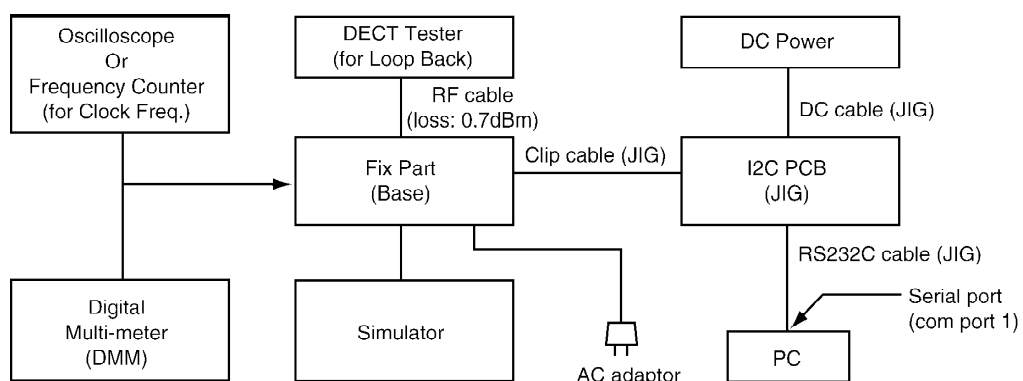 Oscilloscope
Or
Frequency Counter
(for Clock Freq.)
DECT Tester
(for Loop Back)
DC Power
RF cable
(loss: 0.7dBm)
DC cable (JIG)
Fix Part
(Base)
Clip cable (JIG)
I2C PCB
(JIG)
RS232C cable (JIG)
Digital
Multi-meter
(DMM)
Simulator
AC adaptor
Serial port
(com port 1)
PC